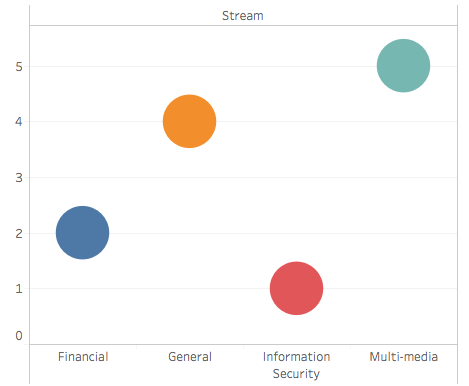 Stream
5
4
3
2
1
0
Financial
General
Information
Security
Multi-media